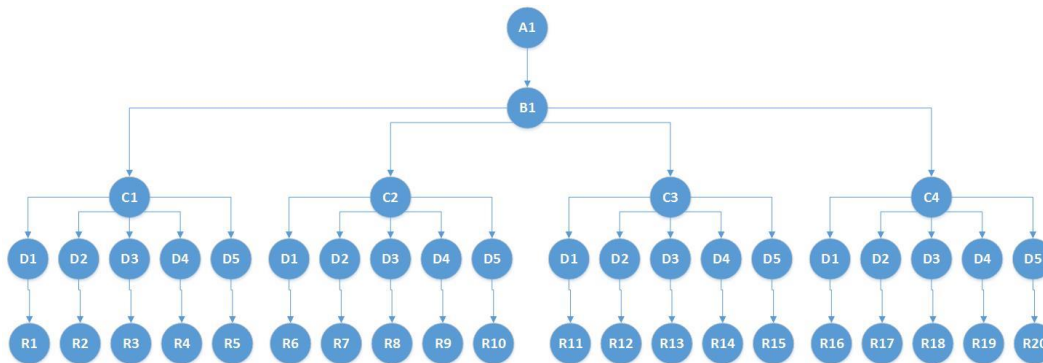 A1
B1
C1 C2 C3 C4
D1 D2 D3 D4 D5 D1 D2 D3 D4 D5 D1 D2 D3 D4 D5 D1 D2 D3 D4 D5
R1 R2 R3 R4 R5 R6 R7 R8 R9 R10 R11 R12 R13 R14 R15 R16 R17 R18 R19 R20